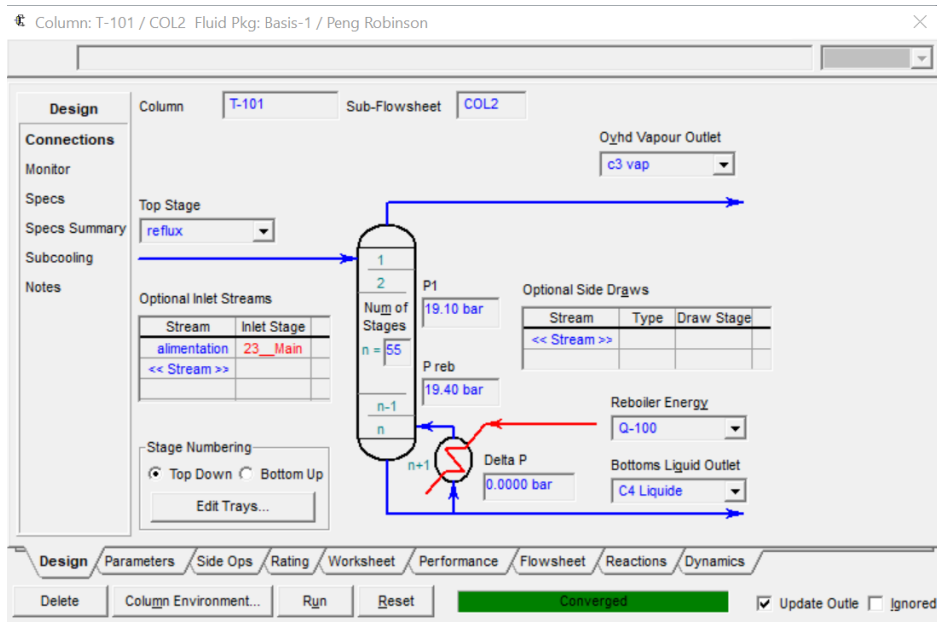 Column: T-101 / COL2 Fluid Pkg: Basis-1 / Peng Robinson
Design
Connections
Monitor
Specs
Specs Summary
Subcooling
Notes
Column T-101 Sub-Flowsheet COL2
Ovhd Vapour Outlet
c3 vap
Top Stage
reflux
1
2
Num of
Stages
n = 55
n-1
n
n+1
P1
19.10 bar
P reb
19.40 bar
Delta P
0.0000 bar
Optional Inlet Streams
Stream Inlet Stage
alimentation 23__Main
<< Stream >>
Optional Side Draws
Stream Type Draw Stage
<< Stream >>
Reboiler Energy
Q-100
Bottoms Liquid Outlet
C4 Liquide
Stage Numbering
Top Down Bottom Up
Edit Trays...
Design Parameters Side Ops Rating Worksheet Performance Flowsheet Reactions Dynamics
Delete Column Environment... Run Reset Converged Update Outle Ignored